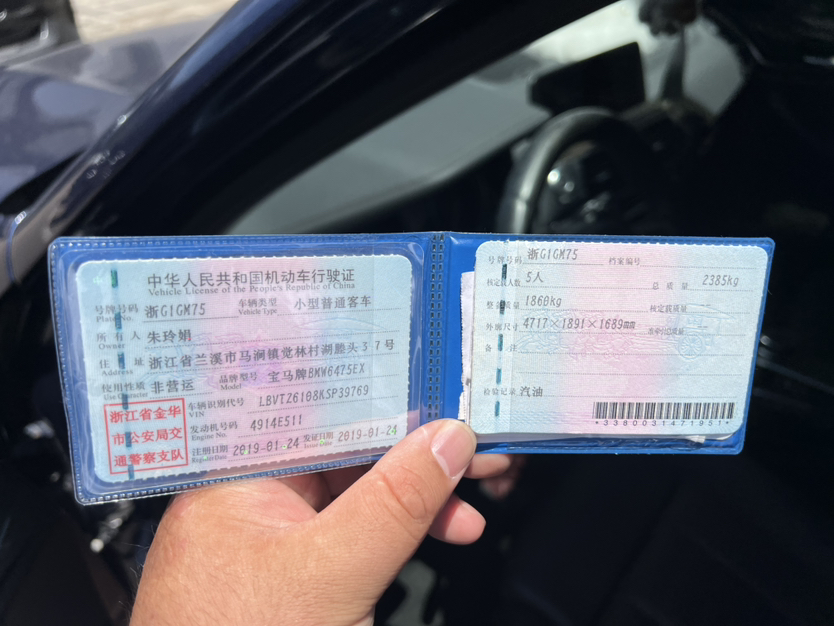 中华人民共和国机动车行驶证
Vehicle License of the People's Republic of China
号牌号码 浙G1GM75 车辆类型 小型普通客车
Plate No. Vehicle Type
所有人 朱玲娟
Owner
住址 浙江省兰溪市马涧镇觉林村湖塍头37号
Address
使用性质 非营运 品牌型号 宝马牌BMW6475EX
Use Character Model
浙江省金华
市公安局交
通警察支队
车辆识别代号 LBVTZ6108KSP39769
VIN
发动机号码 4914E511
Engine No.
注册日期 2019-01-24 发证日期 2019-01-24
Register Date Issue Date
号牌号码 浙G1GM75 档案编号
核定载人数 5人 总质量 2385kg
整备质量 1860kg 核定载质量 --
外廓尺寸 4717×1891×1689mm 准牵引总质量 --
备注
检验记录 汽油
*3380031471951*